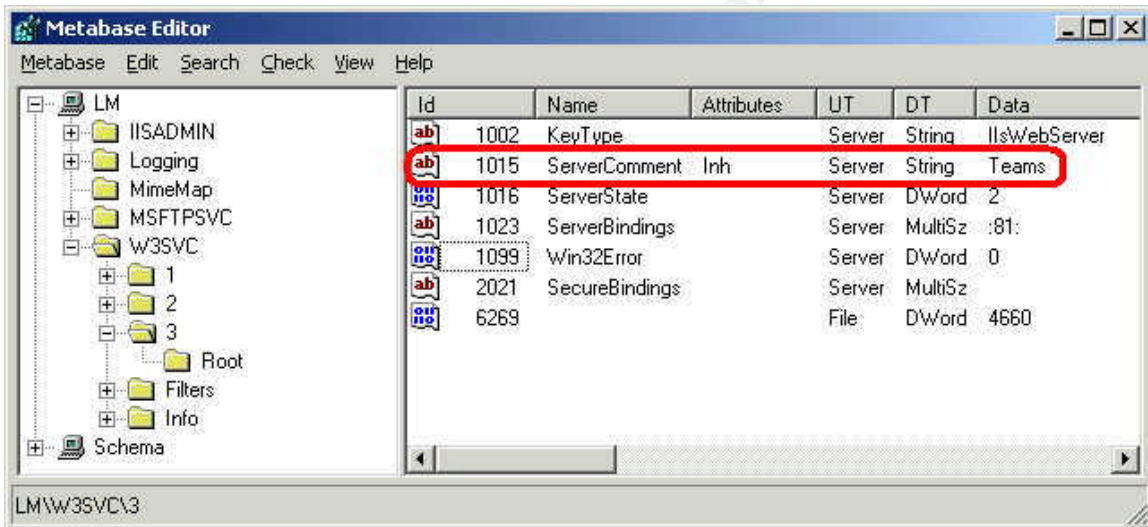 Metabase Editor
Metabase Edit Search Check View Help
LM
IISADMIN
Logging
MimeMap
MSFTPSVC
W3SVC
1
2
3
Root
Filters
Info
Schema
Id Name Attributes UT DT Data
1002 KeyType Server String IIsWebServer
1015 ServerComment Inh Server String Teams
1016 ServerState Server DWord 2
1023 ServerBindings Server MultiSz :81:
1099 Win32Error Server DWord 0
2021 SecureBindings Server MultiSz
6269 File DWord 4660
LM\W3SVC\3